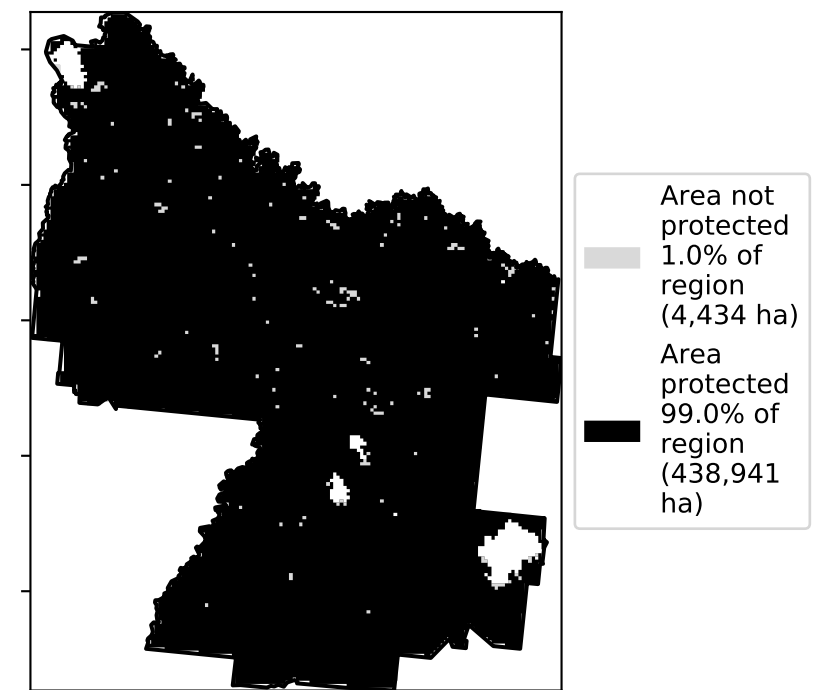 Area not
protected
1.0% of
region
(4,434 ha)
Area
protected
99.0% of
region
(438,941
ha)